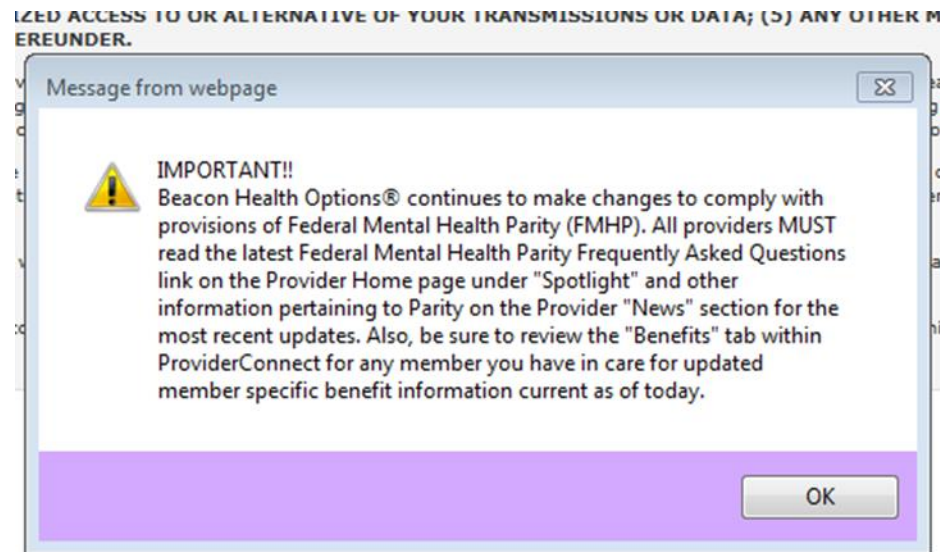 IZED ACCESS TO OR ALTERNATIVE OF YOUR TRANSMISSIONS OR DATA; (5) ANY OTHER M
EREUNDER.
Message from webpage
IMPORTANT!!
Beacon Health Options® continues to make changes to comply with
provisions of Federal Mental Health Parity (FMHP). All providers MUST
read the latest Federal Mental Health Parity Frequently Asked Questions
link on the Provider Home page under "Spotlight" and other
information pertaining to Parity on the Provider "News" section for the
most recent updates. Also, be sure to review the "Benefits" tab within
ProviderConnect for any member you have in care for updated
member specific benefit information current as of today.
OK